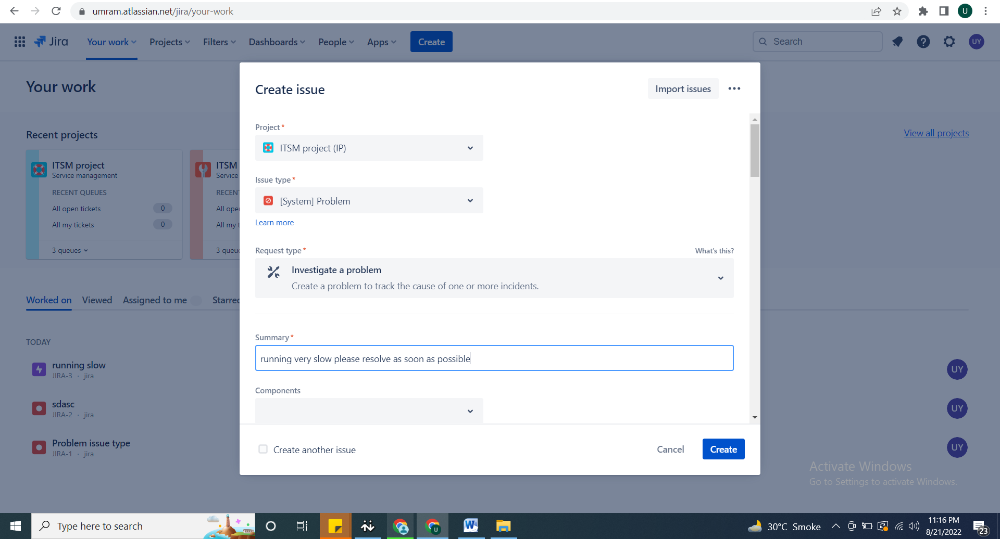 umram.atlassian.net/jira/your-work
U
Jira
Your work
Projects
Filters
Dashboards
People
Apps
Create
Search
UY
Your work
Recent projects
View all projects
ITSM project
Service management
RECENT QUEUES
All open tickets
0
All my tickets
0
3 queues
ITSM
Service
RECEN
All ope
All my t
3 queue
Worked on
Viewed
Assigned to me
Starred
TODAY
running slow
JIRA-3 · jira
UY
sdasc
JIRA-2 · jira
UY
Problem issue type
JIRA-1 · jira
UY
Create issue
Import issues
Project*
ITSM project (IP)
Issue type*
[System] Problem
Learn more
Request type*
What's this?
Investigate a problem
Create a problem to track the cause of one or more incidents.
Summary*
running very slow please resolve as soon as possible
Components
Create another issue
Cancel
Create
Activate Windows
Go to Settings to activate Windows.
Type here to search
U
30°C Smoke
11:16 PM
8/21/2022
23